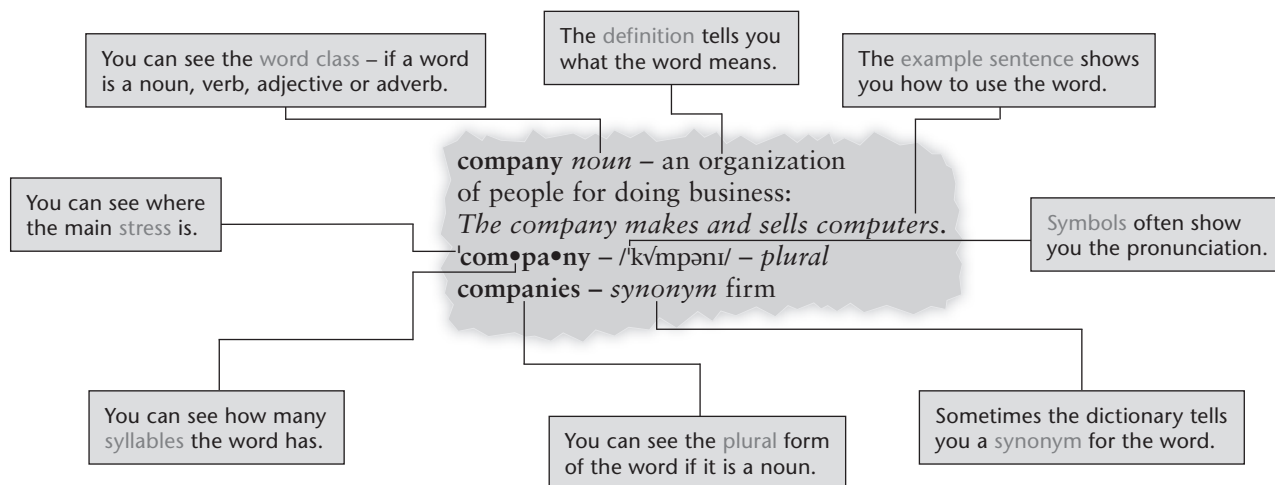 You can see the word class – if a word
is a noun, verb, adjective or adverb.
The definition tells you
what the word means.
The example sentence shows
you how to use the word.
company noun – an organization
of people for doing business:
The company makes and sells computers.
ˈcom•pa•ny – /ˈk√mpənɪ/ – plural
companies – synonym firm
You can see where
the main stress is.
Symbols often show
you the pronunciation.
You can see how many
syllables the word has.
You can see the plural form
of the word if it is a noun.
Sometimes the dictionary tells
you a synonym for the word.